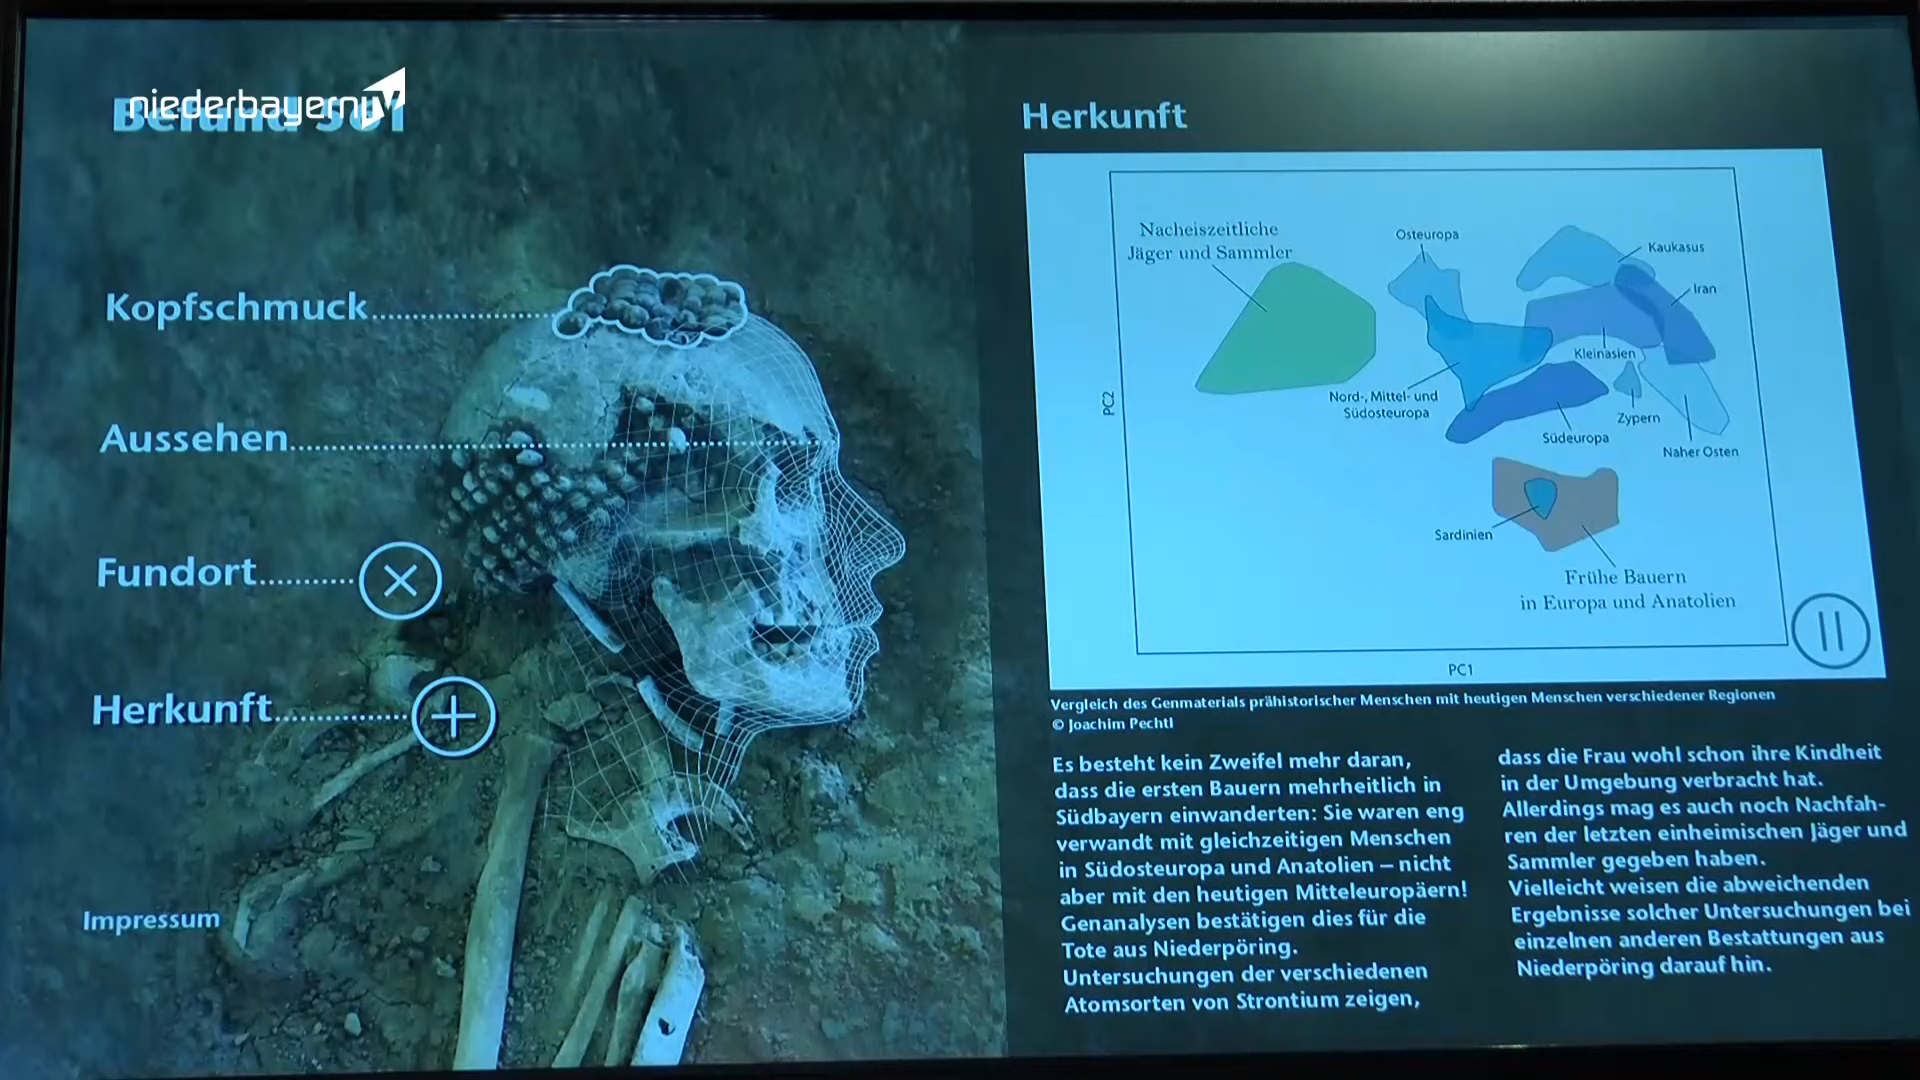 niederbayern TV
Befund
Kopfschmuck
Aussehen
Fundort
Herkunft
Impressum
Herkunft
Nacheiszeitliche
Jäger und Sammler
Osteuropa
Kaukasus
Iran
Kleinasien
Nord-, Mittel- und
Südosteuropa
Zypern
Südeuropa
Naher Osten
Sardinien
Frühe Bauern
in Europa und Anatolien
PC2
PC1
Vergleich des Genmaterials prähistorischer Menschen mit heutigen Menschen verschiedener Regionen
© Joachim Pechtl
Es besteht kein Zweifel mehr daran,
dass die ersten Bauern mehrheitlich in
Südbayern einwanderten: Sie waren eng
verwandt mit gleichzeitigen Menschen
in Südosteuropa und Anatolien – nicht
aber mit den heutigen Mitteleuropäern!
Genanalysen bestätigen dies für die
Tote aus Niederpöring.
Untersuchungen der verschiedenen
Atomsorten von Strontium zeigen,
dass die Frau wohl schon ihre Kindheit
in der Umgebung verbracht hat.
Allerdings mag es auch noch Nachfah-
ren der letzten einheimischen Jäger und
Sammler gegeben haben.
Vielleicht weisen die abweichenden
Ergebnisse solcher Untersuchungen bei
einzelnen anderen Bestattungen aus
Niederpöring darauf hin.